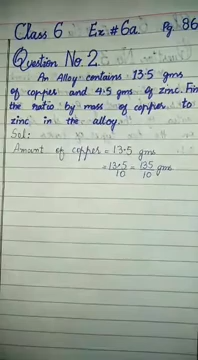 Class 6 Ex # 6a. Pg. 86
Question No. 2
An Alloy contains 13.5 gms
of copper and 4.5 gms of zinc. Fin
the ratio by mass of copper to
zinc in the alloy.
Sol:
Amount of copper = 13.5 gms
= 13.5/10 = 135/10 gms